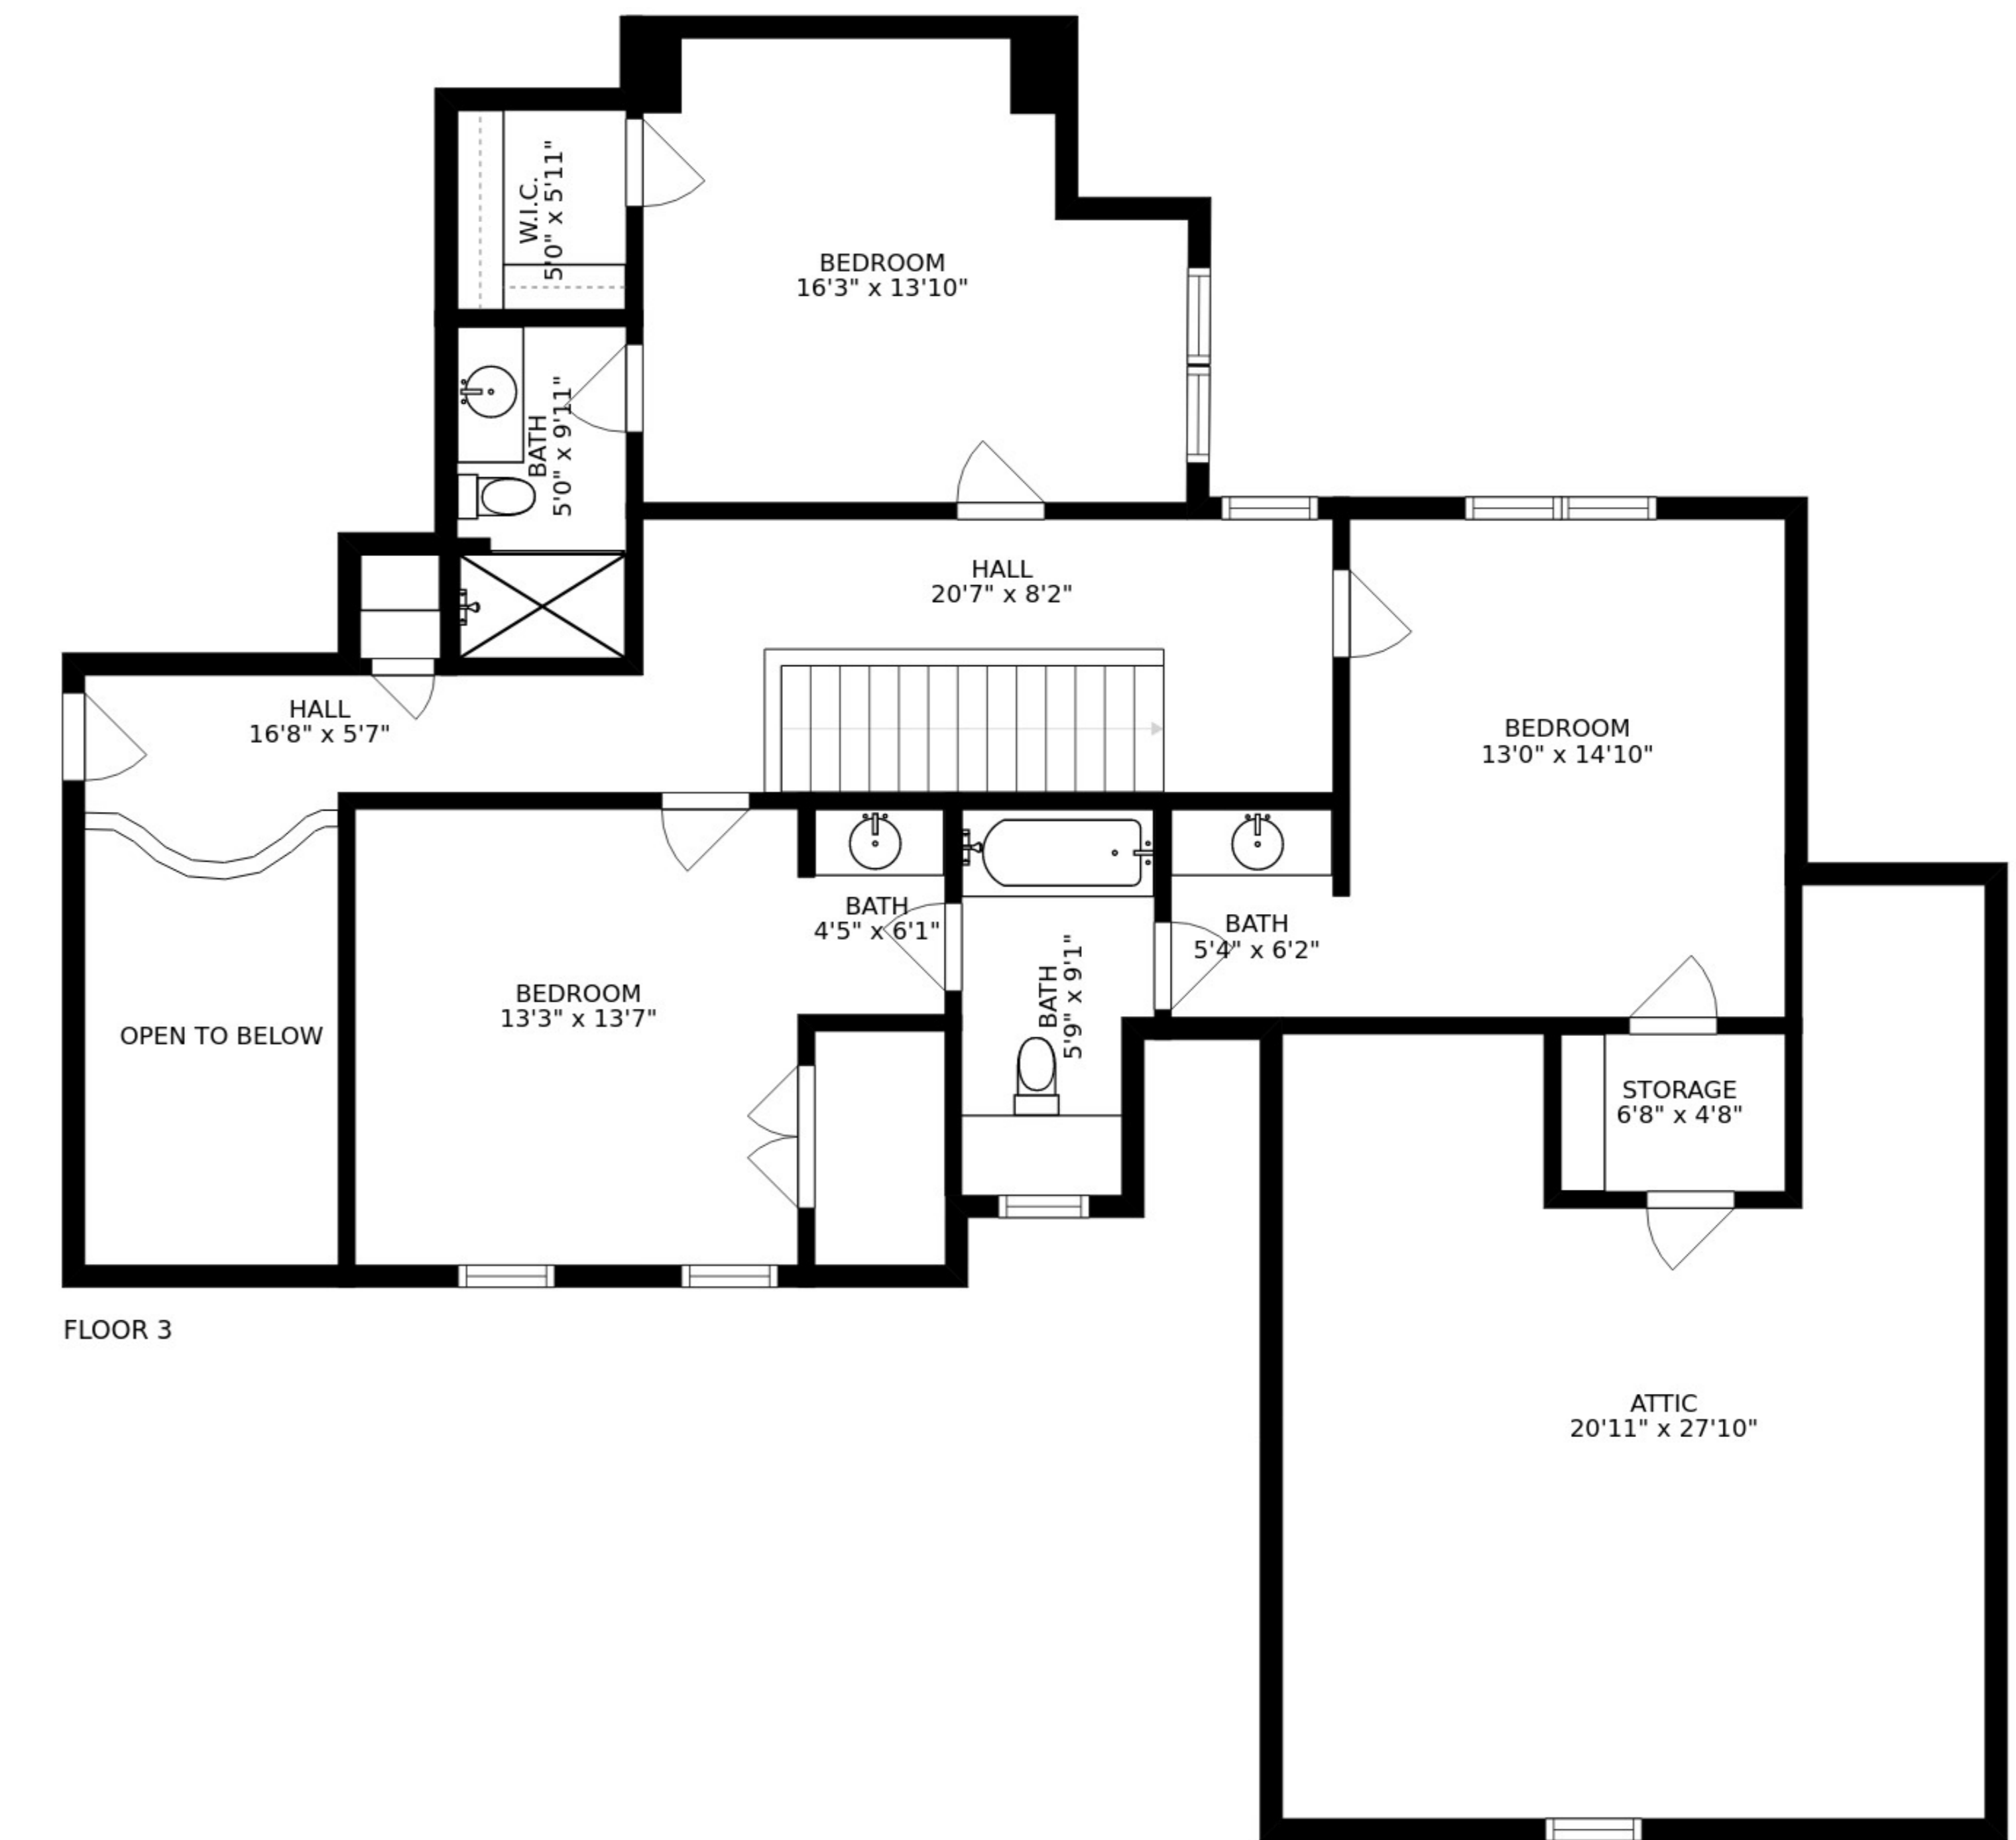 W.I.C.
5'0" x 5'11"
BEDROOM
16'3" x 13'10"
BATH
5'0" x 9'11"
HALL
20'7" x 8'2"
HALL
16'8" x 5'7"
BEDROOM
13'0" x 14'10"
BATH
4'5" x 6'1"
BATH
5'4" x 6'2"
BATH
5'9" x 9'1"
BEDROOM
13'3" x 13'7"
OPEN TO BELOW
STORAGE
6'8" x 4'8"
FLOOR 3
ATTIC
20'11" x 27'10"